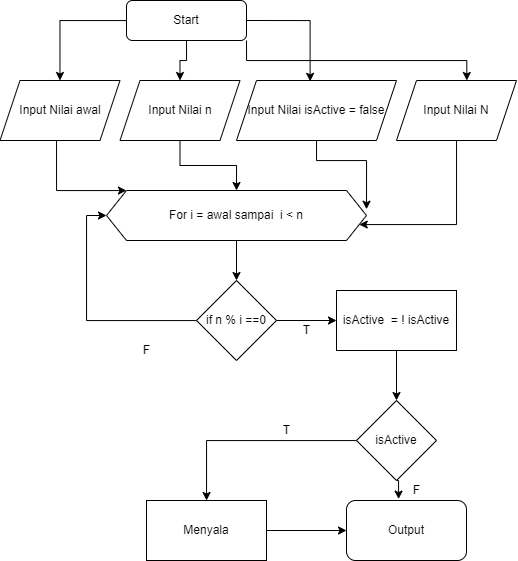 Start
Input Nilai awal
Input Nilai n
Input Nilai isActive = false
Input Nilai N
For i = awal sampai i < n
if n % i ==0
T
isActive = ! isActive
F
isActive
T
F
Menyala
Output